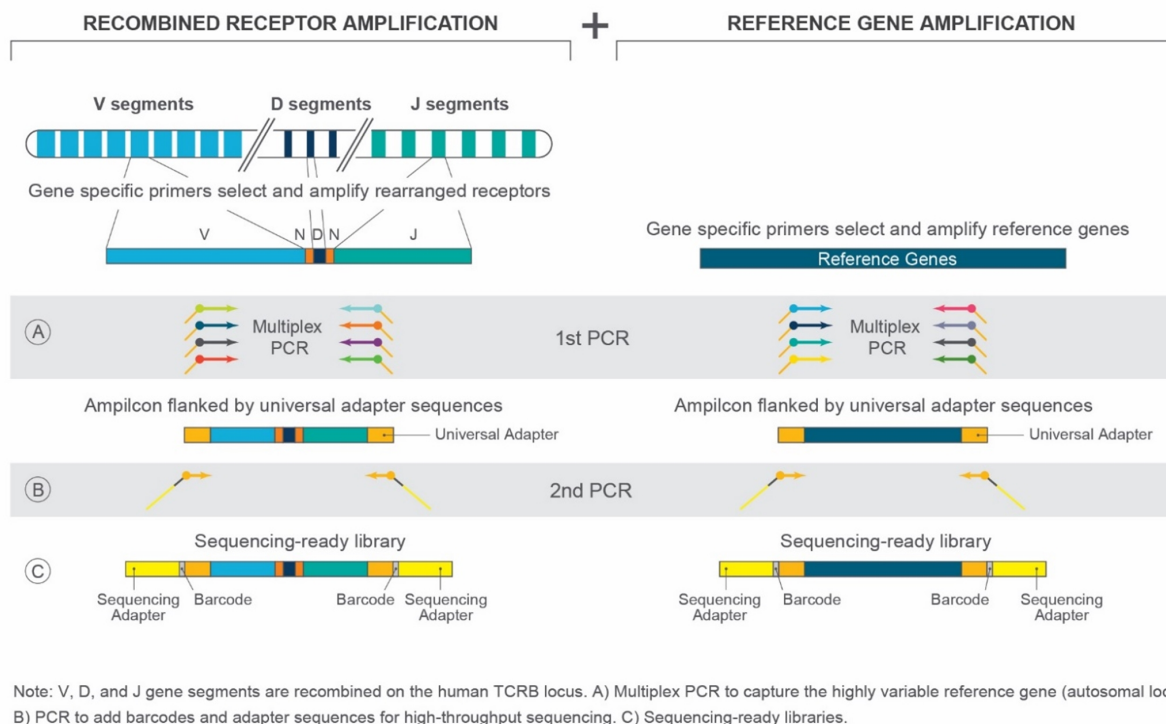 RECOMBINED RECEPTOR AMPLIFICATION + REFERENCE GENE AMPLIFICATION
V segments D segments J segments
Gene specific primers select and amplify rearranged receptors
V N D N J
Gene specific primers select and amplify reference genes
Reference Genes
A Multiplex PCR 1st PCR Multiplex PCR
Ampilcon flanked by universal adapter sequences
Universal Adapter
Ampilcon flanked by universal adapter sequences
Universal Adapter
B 2nd PCR
Sequencing-ready library
C
Sequencing Adapter Barcode Barcode Sequencing Adapter
Sequencing-ready library
Sequencing Adapter Barcode Barcode Sequencing Adapter
Note: V, D, and J gene segments are recombined on the human TCRB locus. A) Multiplex PCR to capture the highly variable reference gene (autosomal
B) PCR to add barcodes and adapter sequences for high-throughput sequencing. C) Sequencing-ready libraries.